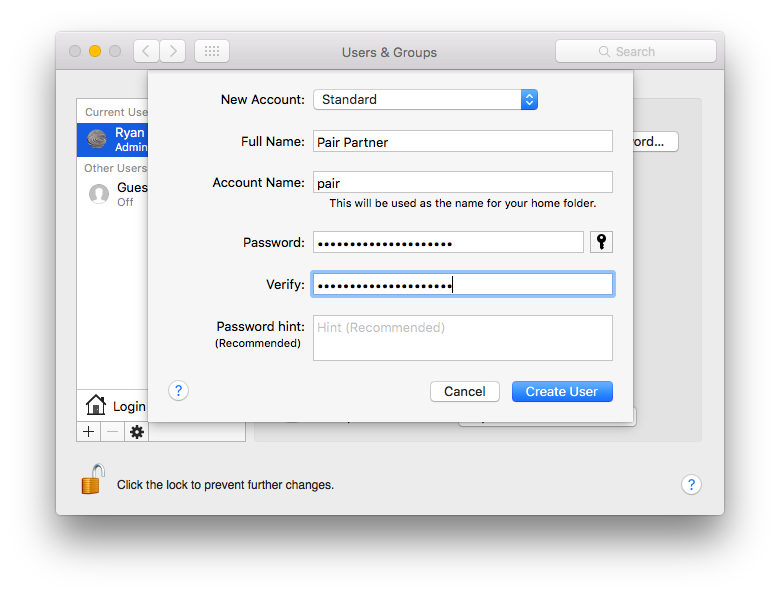 Users & Groups
Search
New Account:
Standard
Full Name:
Pair Partner
Account Name:
pair
This will be used as the name for your home folder.
Password:
•••••••••••••••••••••
Verify:
•••••••••••••••••••••
Password hint:
(Recommended)
Hint (Recommended)
?
Cancel
Create User
Current Use
Ryan
Admin
Other Users
Gues
Off
Login
ord...
Click the lock to prevent further changes.
?